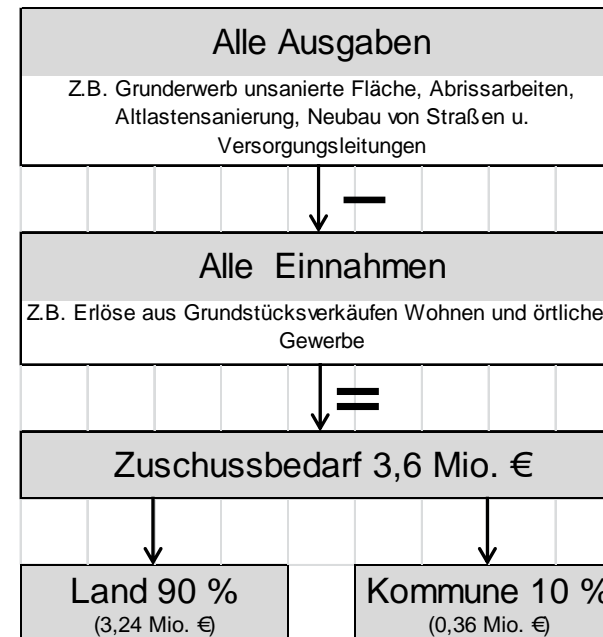 Alle Ausgaben
Z.B. Grunderwerb unsanierte Fläche, Abrissarbeiten,
Altlastensanierung, Neubau von Straßen u.
Versorgungsleitungen
–
Alle Einnahmen
Z.B. Erlöse aus Grundstücksverkäufen Wohnen und örtliche
Gewerbe
=
Zuschussbedarf 3,6 Mio. €
Land 90 %
(3,24 Mio. €)
Kommune 10 %
(0,36 Mio. €)